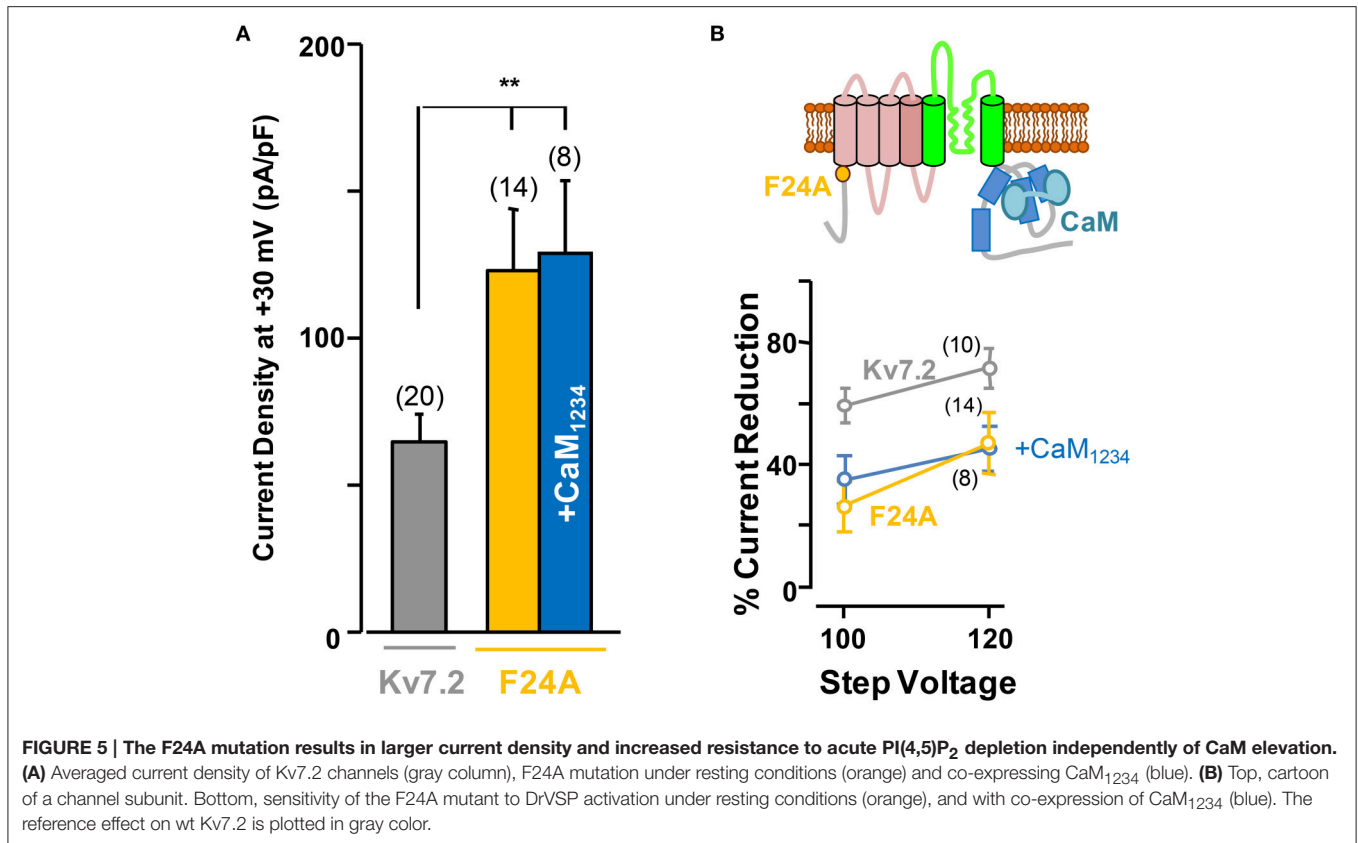 A
Current Density at +30 mV (pA/pF)
200
100
0
**
(20)
(14)
(8)
+CaM1234
Kv7.2
F24A
B
F24A
CaM
% Current Reduction
80
40
0
Kv7.2
(10)
(14)
(8)
+CaM1234
F24A
100
120
Step Voltage
FIGURE 5 | The F24A mutation results in larger current density and increased resistance to acute PI(4,5)P2 depletion independently of CaM elevation.
(A) Averaged current density of Kv7.2 channels (gray column), F24A mutation under resting conditions (orange) and co-expressing CaM1234 (blue). (B) Top, cartoon
of a channel subunit. Bottom, sensitivity of the F24A mutant to DrVSP activation under resting conditions (orange), and with co-expression of CaM1234 (blue). The
reference effect on wt Kv7.2 is plotted in gray color.